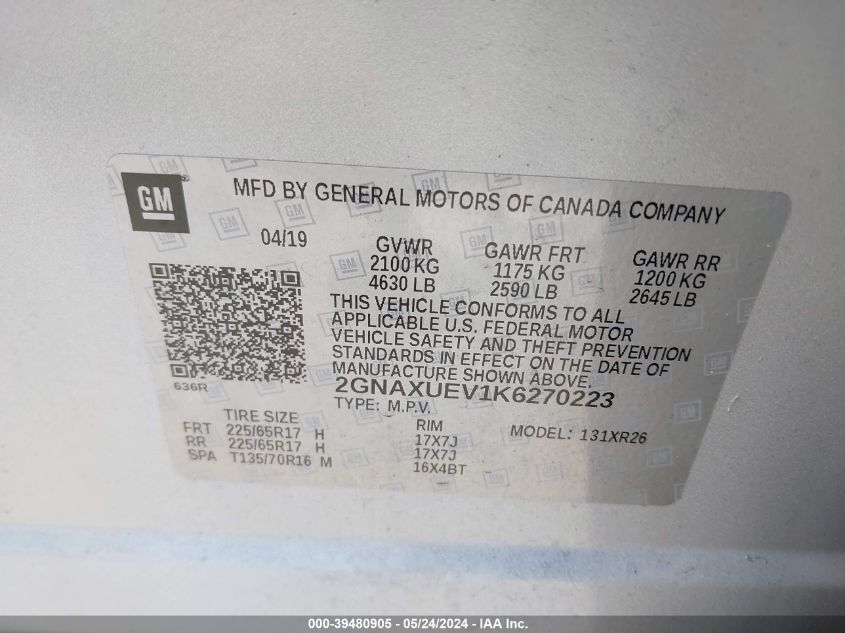 GM
MFD BY GENERAL MOTORS OF CANADA COMPANY
04/19
GVWR
2100 KG
4630 LB
GAWR FRT
1175 KG
2590 LB
GAWR RR
1200 KG
2645 LB
THIS VEHICLE CONFORMS TO ALL
APPLICABLE U.S. FEDERAL MOTOR
VEHICLE SAFETY AND THEFT PREVENTION
STANDARDS IN EFFECT ON THE DATE OF
MANUFACTURE SHOWN ABOVE.
636R
2GNAXUEV1K6270223
TYPE: M.P.V.
MODEL: 131XR26
TIRE SIZE
RIM
FRT 225/65R17 H 17X7J
RR 225/65R17 H 17X7J
SPA T135/70R16 M 16X4BT
000-39480905 - 05/24/2024 - IAA Inc.